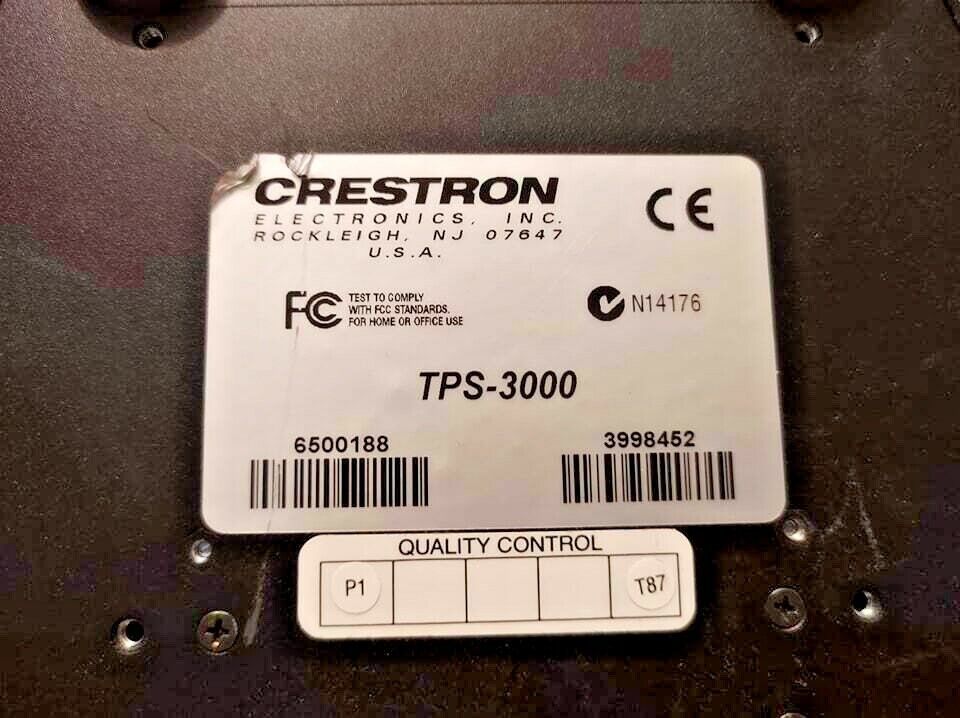 CRESTRON
ELECTRONICS, INC.
ROCKLEIGH, NJ 07647
U.S.A.
CE
FC TEST TO COMPLY
WITH FCC STANDARDS.
FOR HOME OR OFFICE USE
N14176
TPS-3000
6500188 3998452
QUALITY CONTROL
P1 T87